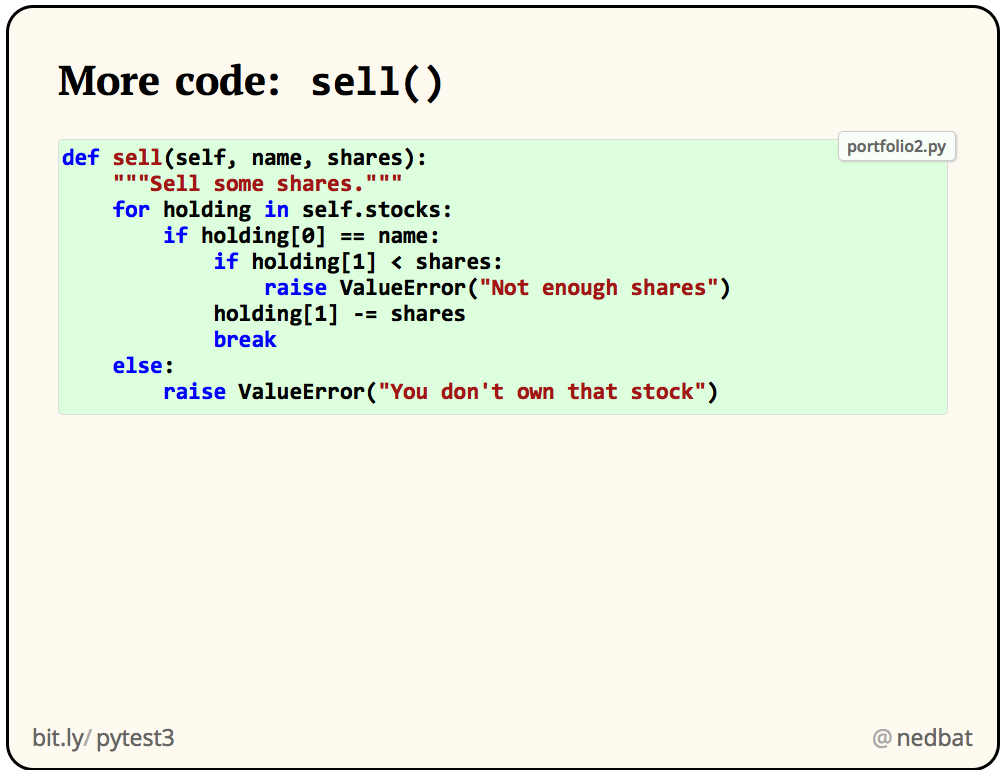 More code: sell()
portfolio2.py
def sell(self, name, shares):
    """Sell some shares."""
    for holding in self.stocks:
        if holding[0] == name:
            if holding[1] < shares:
                raise ValueError("Not enough shares")
            holding[1] -= shares
            break
    else:
        raise ValueError("You don't own that stock")
bit.ly/pytest3
@nedbat